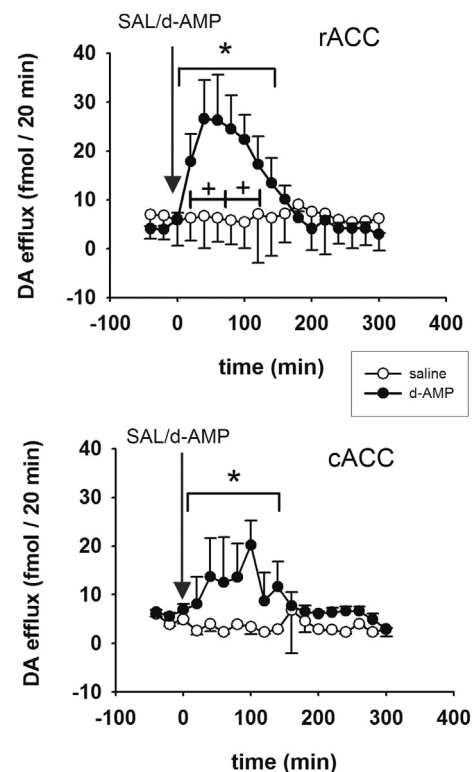 SAL/d-AMP
*
rACC
DA efflux (fmol / 20 min)
40
30
20
+ +
10
0
-10
-100 0 100 200 300 400
time (min)
saline
d-AMP
SAL/d-AMP
*
cACC
DA efflux (fmol / 20 min)
40
30
20
10
0
-10
-100 0 100 200 300 400
time (min)